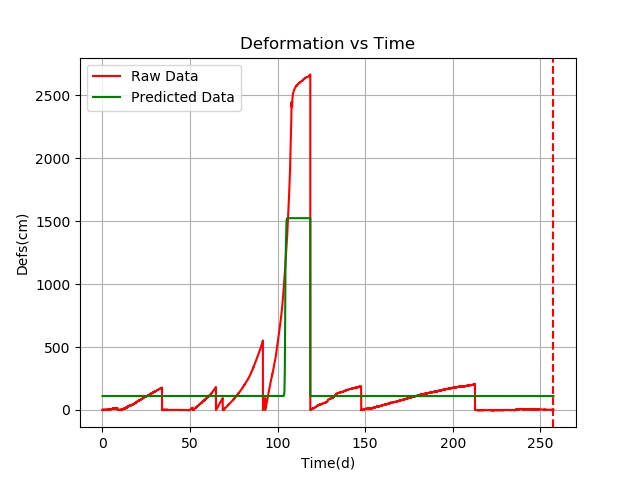 Deformation vs Time
Raw Data
Predicted Data
2500
2000
1500
1000
500
0
Defs(cm)
0 50 100 150 200 250
Time(d)